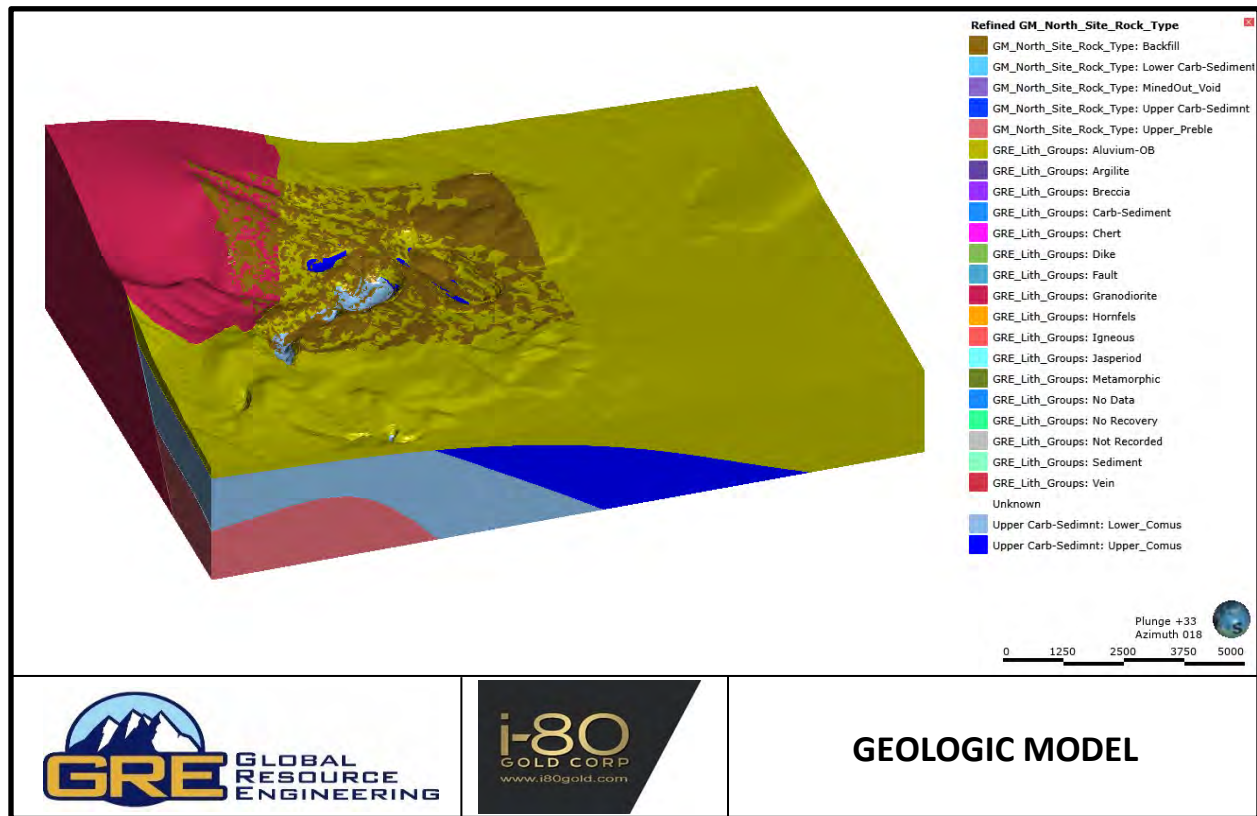 Refined GM_North_Site_Rock_Type
GM_North_Site_Rock_Type: Backfill
GM_North_Site_Rock_Type: Lower Carb-Sediment
GM_North_Site_Rock_Type: MinedOut_Void
GM_North_Site_Rock_Type: Upper Carb-Sedimnt
GM_North_Site_Rock_Type: Upper_Preble
GRE_Lith_Groups: Aluvium-OB
GRE_Lith_Groups: Argilite
GRE_Lith_Groups: Breccia
GRE_Lith_Groups: Carb-Sediment
GRE_Lith_Groups: Chert
GRE_Lith_Groups: Dike
GRE_Lith_Groups: Fault
GRE_Lith_Groups: Granodiorite
GRE_Lith_Groups: Hornfels
GRE_Lith_Groups: Igneous
GRE_Lith_Groups: Jasperiod
GRE_Lith_Groups: Metamorphic
GRE_Lith_Groups: No Data
GRE_Lith_Groups: No Recovery
GRE_Lith_Groups: Not Recorded
GRE_Lith_Groups: Sediment
GRE_Lith_Groups: Vein
Unknown
Upper Carb-Sedimnt: Lower_Comus
Upper Carb-Sedimnt: Upper_Comus
Plunge +33
Azimuth 018
S
0 1250 2500 3750 5000
GRE GLOBAL
RESOURCE
ENGINEERING
i-80
GOLD CORP
www.i80gold.com
GEOLOGIC MODEL